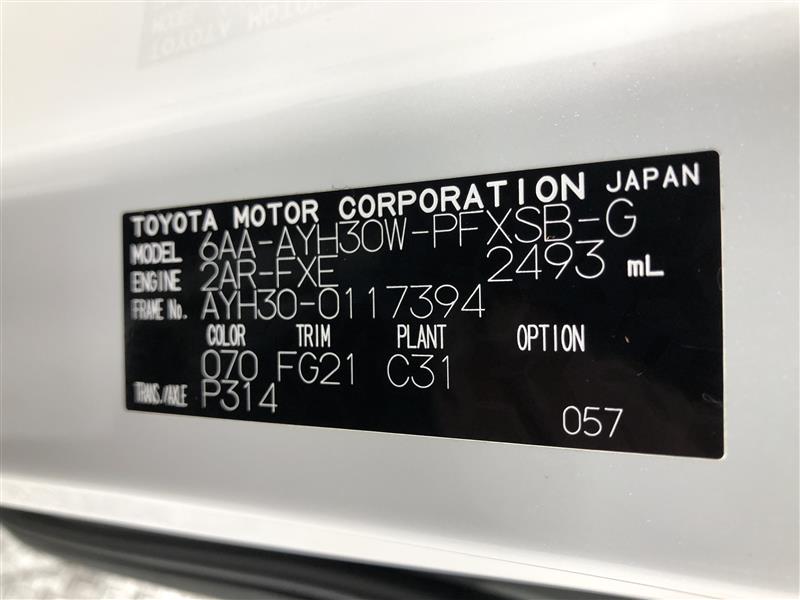 TOYOTA MOTOR CORPORATION JAPAN
MODEL 6AA-AYH30W-PFXSB-G
ENGINE 2AR-FXE 2493 mL
FRAME No. AYH30-0117394
COLOR TRIM PLANT OPTION
070 FG21 C31
TRANS./AXLE P314
057